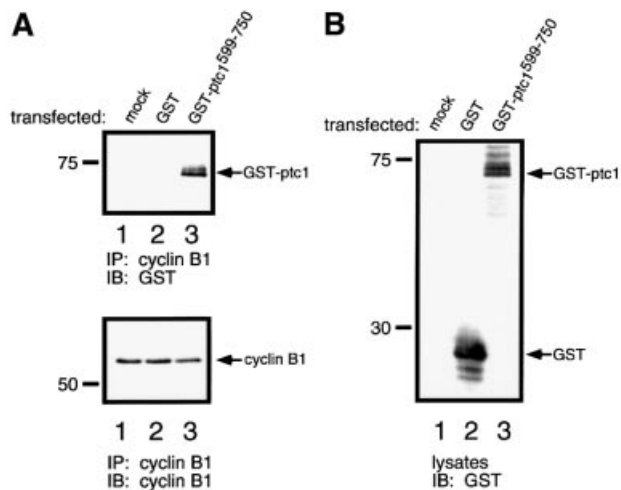 A
transfected: mock GST GST-ptc1 599-750
75
GST-ptc1
1 2 3
IP: cyclin B1
IB: GST
cyclin B1
50
1 2 3
IP: cyclin B1
IB: cyclin B1
B
transfected: mock GST GST-ptc1 599-750
75
GST-ptc1
30
GST
1 2 3
lysates
IB: GST